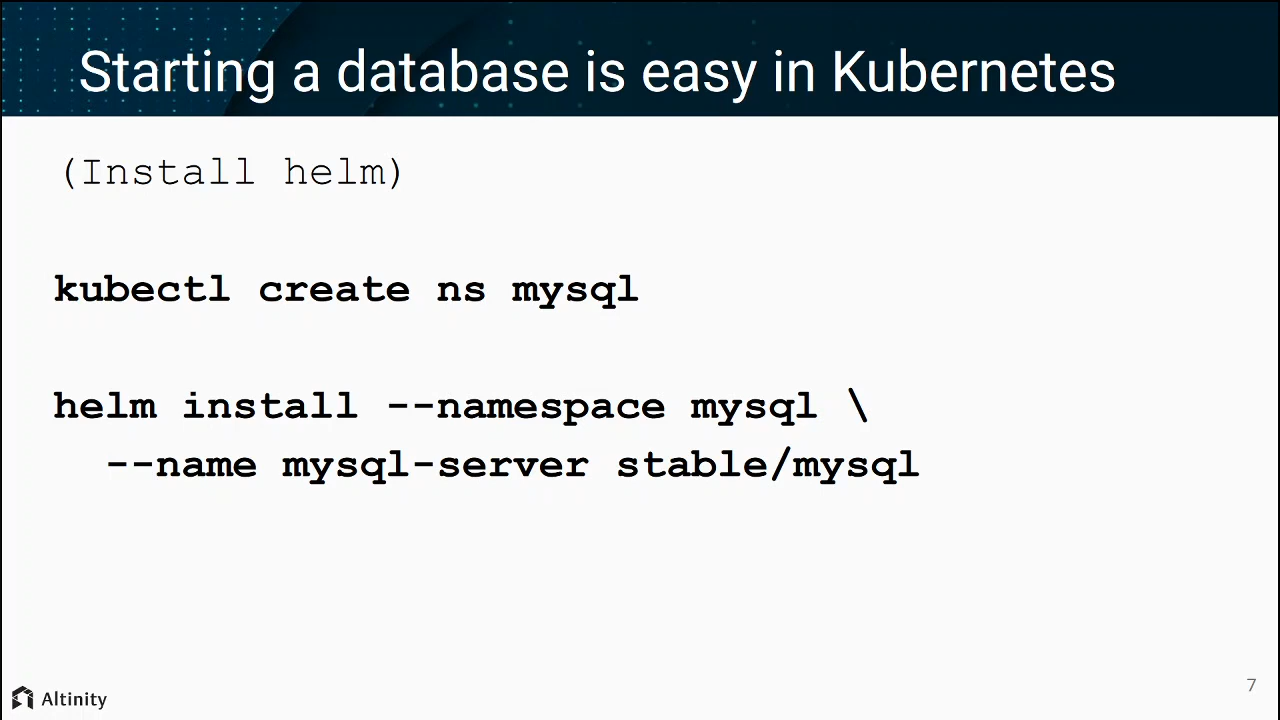 Starting a database is easy in Kubernetes
(Install helm)
kubectl create ns mysql
helm install --namespace mysql \
--name mysql-server stable/mysql
Altinity
7